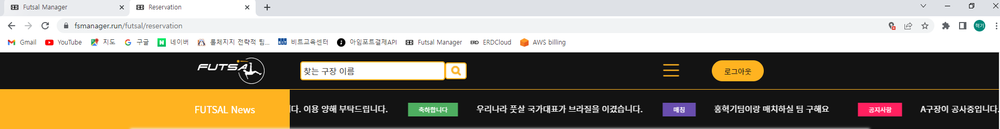 Futsal Manager
Reservation
fsmanager.run/futsal/reservation
혁기
Gmail YouTube 지도 구글 네이버 롤체지지 전략적 팀... 비트교육센터 아임포트결제API Futsal Manager ERD ERDCloud AWS billing
FUTSAL
찾는 구장 이름
로그아웃
FUTSAL News
다. 이용 양해 부탁드립니다. 축하합니다 우리나라 풋살 국가대표가 브라질을 이겼습니다. 매칭 홍혁기팀이랑 매치하실 팀 구해요 공지사항 A구장이 공사중입니다.